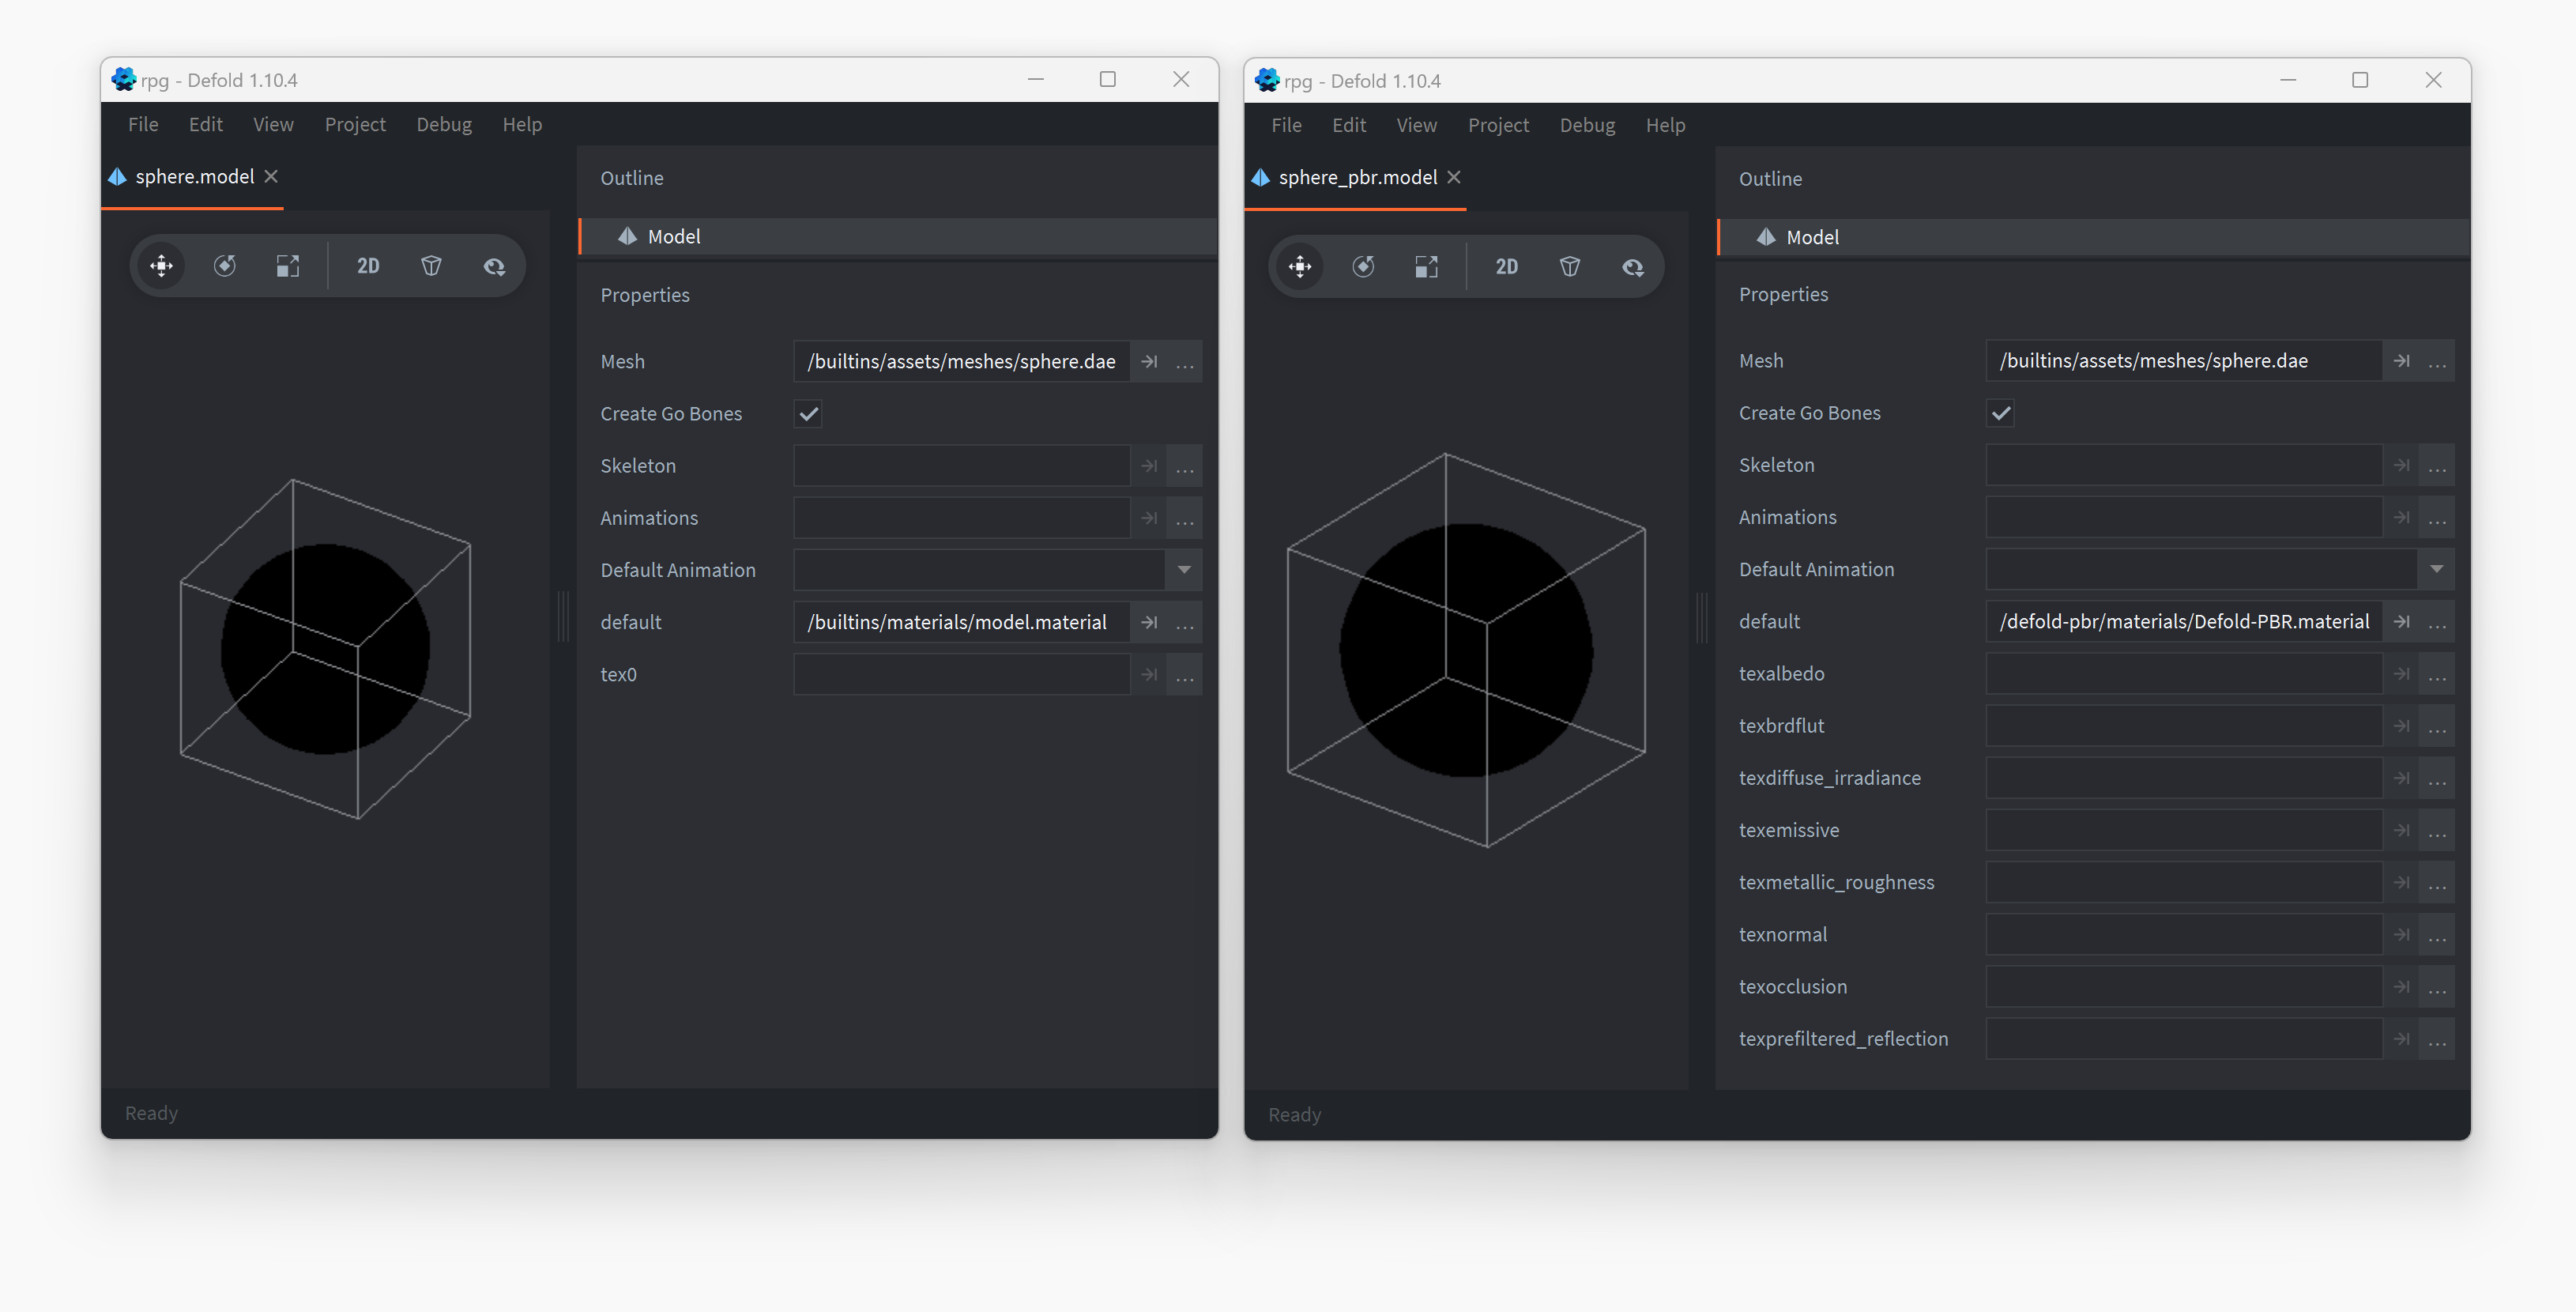 rpg - Defold 1.10.4
File Edit View Project Debug Help
sphere.model
2D
Outline
Model
Properties
Mesh /builtins/assets/meshes/sphere.dae ...
Create Go Bones
Skeleton ...
Animations ...
Default Animation
default /builtins/materials/model.material ...
tex0 ...
Ready
rpg - Defold 1.10.4
File Edit View Project Debug Help
sphere_pbr.model
2D
Outline
Model
Properties
Mesh /builtins/assets/meshes/sphere.dae ...
Create Go Bones
Skeleton ...
Animations ...
Default Animation
default /defold-pbr/materials/Defold-PBR.material ...
texalbedo ...
texbrdflut ...
texdiffuse_irradiance ...
texemissive ...
texmetallic_roughness ...
texnormal ...
texocclusion ...
texprefiltered_reflection ...
Ready